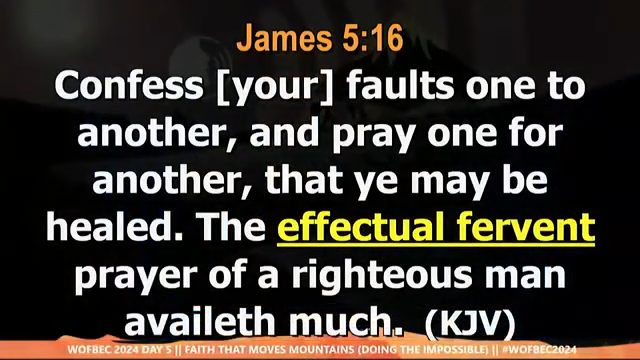 James 5:16
Confess [your] faults one to
another, and pray one for
another, that ye may be
healed. The effectual fervent
prayer of a righteous man
availeth much. (KJV)
WOFBEC 2024 DAY 5 || FAITH THAT MOVES MOUNTAINS (DOING THE IMPOSSIBLE) || #WOFBEC2024